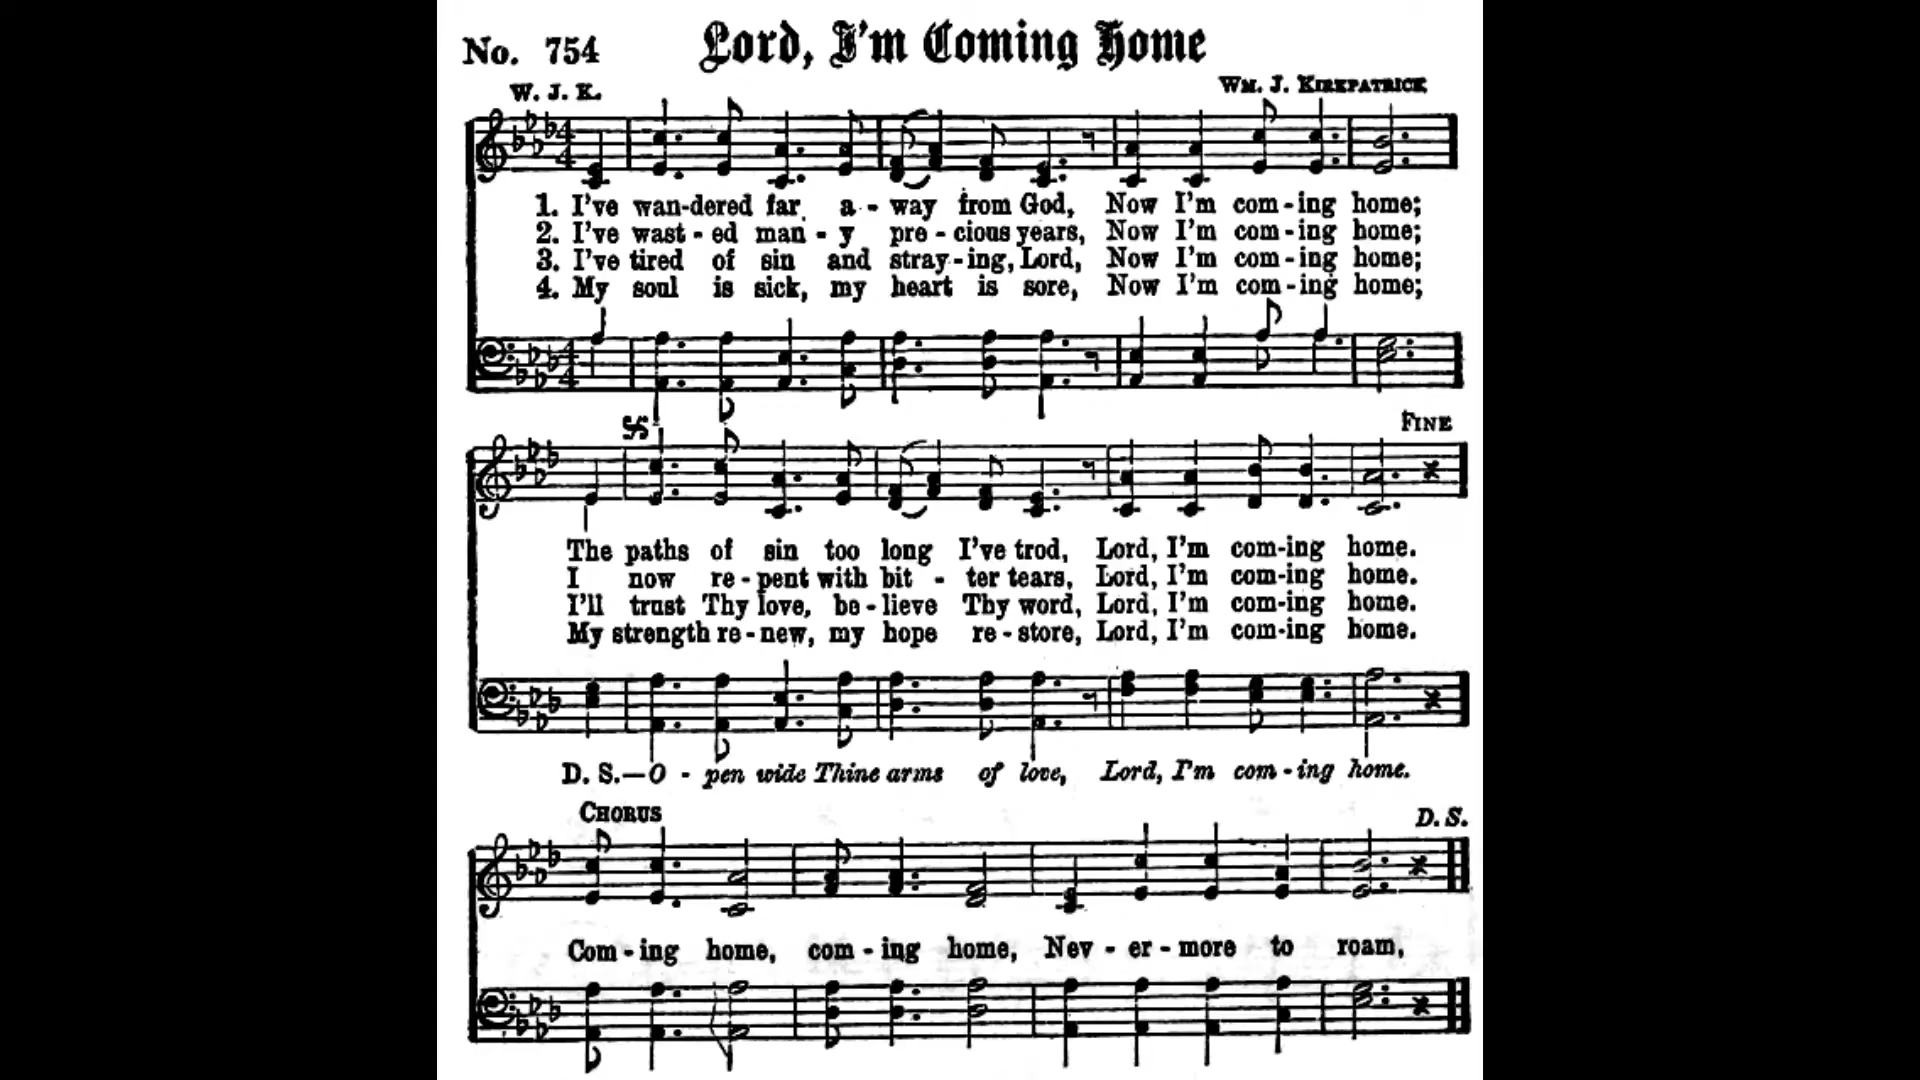 No. 754 Lord, I'm Coming Home
W. J. K. WM. J. KIRKPATRICK
1. I've wan-dered far a - way from God, Now I'm com - ing home;
2. I've wast - ed man - y pre - cious years, Now I'm com - ing home;
3. I've tired of sin and stray - ing, Lord, Now I'm com - ing home;
4. My soul is sick, my heart is sore, Now I'm com - ing home;
FINE
The paths of sin too long I've trod, Lord, I'm com-ing home.
I now re - pent with bit - ter tears, Lord, I'm com-ing home.
I'll trust Thy love, be - lieve Thy word, Lord, I'm com-ing home.
My strength re - new, my hope re - store, Lord, I'm com-ing home.
D. S.—O - pen wide Thine arms of love, Lord, I'm com - ing home.
CHORUS D. S.
Com - ing home, com - ing home, Nev - er - more to roam,